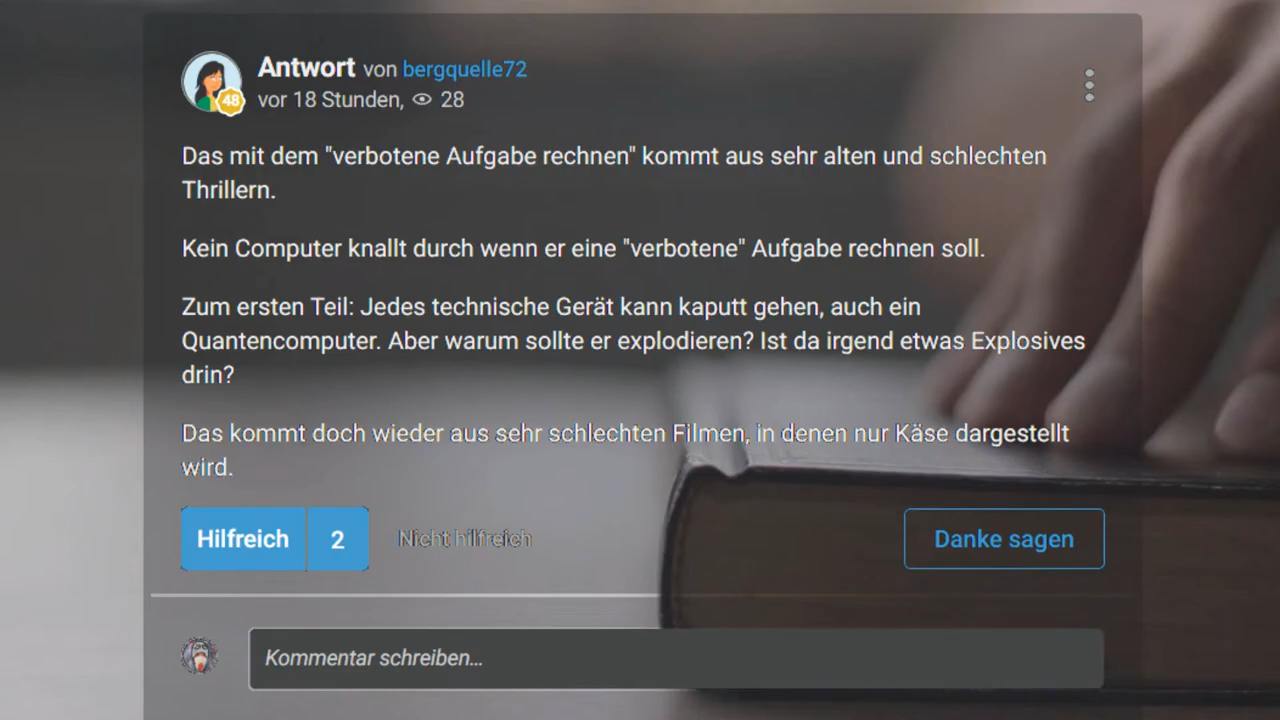 Antwort von bergquelle72
48
vor 18 Stunden, 28
Das mit dem "verbotene Aufgabe rechnen" kommt aus sehr alten und schlechten
Thrillern.
Kein Computer knallt durch wenn er eine "verbotene" Aufgabe rechnen soll.
Zum ersten Teil: Jedes technische Gerät kann kaputt gehen, auch ein
Quantencomputer. Aber warum sollte er explodieren? Ist da irgend etwas Explosives
drin?
Das kommt doch wieder aus sehr schlechten Filmen, in denen nur Käse dargestellt
wird.
Hilfreich 2 Nicht hilfreich Danke sagen
Kommentar schreiben...